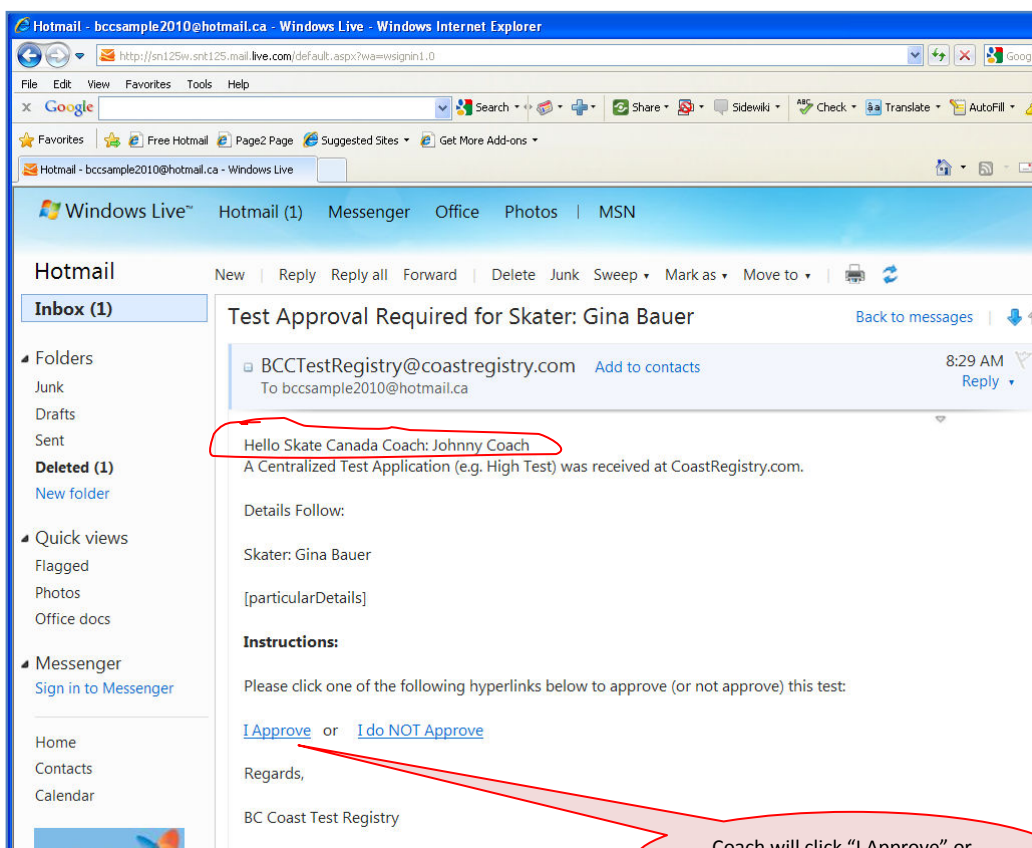 Hotmail - bccsample2010@hotmail.ca - Windows Live - Windows Internet Explorer
http://sn125w.snt125.mail.live.com/default.aspx?wa=wsignin1.0
Goog
File Edit View Favorites Tools Help
x Google Search Share Sidewiki Check Translate AutoFill
Favorites Free Hotmail Page2 Page Suggested Sites Get More Add-ons
Hotmail - bccsample2010@hotmail.ca - Windows Live
Windows Live™ Hotmail (1) Messenger Office Photos | MSN
Hotmail
New | Reply Reply all Forward | Delete Junk Sweep Mark as Move to |
Inbox (1)
Test Approval Required for Skater: Gina Bauer
Back to messages |
Folders
Junk
Drafts
Sent
Deleted (1)
New folder
Quick views
Flagged
Photos
Office docs
Messenger
Sign in to Messenger
Home
Contacts
Calendar
BCCTestRegistry@coastregistry.com Add to contacts
8:29 AM
To bccsample2010@hotmail.ca
Reply
Hello Skate Canada Coach: Johnny Coach
A Centralized Test Application (e.g. High Test) was received at CoastRegistry.com.
Details Follow:
Skater: Gina Bauer
[particularDetails]
Instructions:
Please click one of the following hyperlinks below to approve (or not approve) this test:
I Approve or I do NOT Approve
Regards,
BC Coast Test Registry
Coach will click “I Approve” or